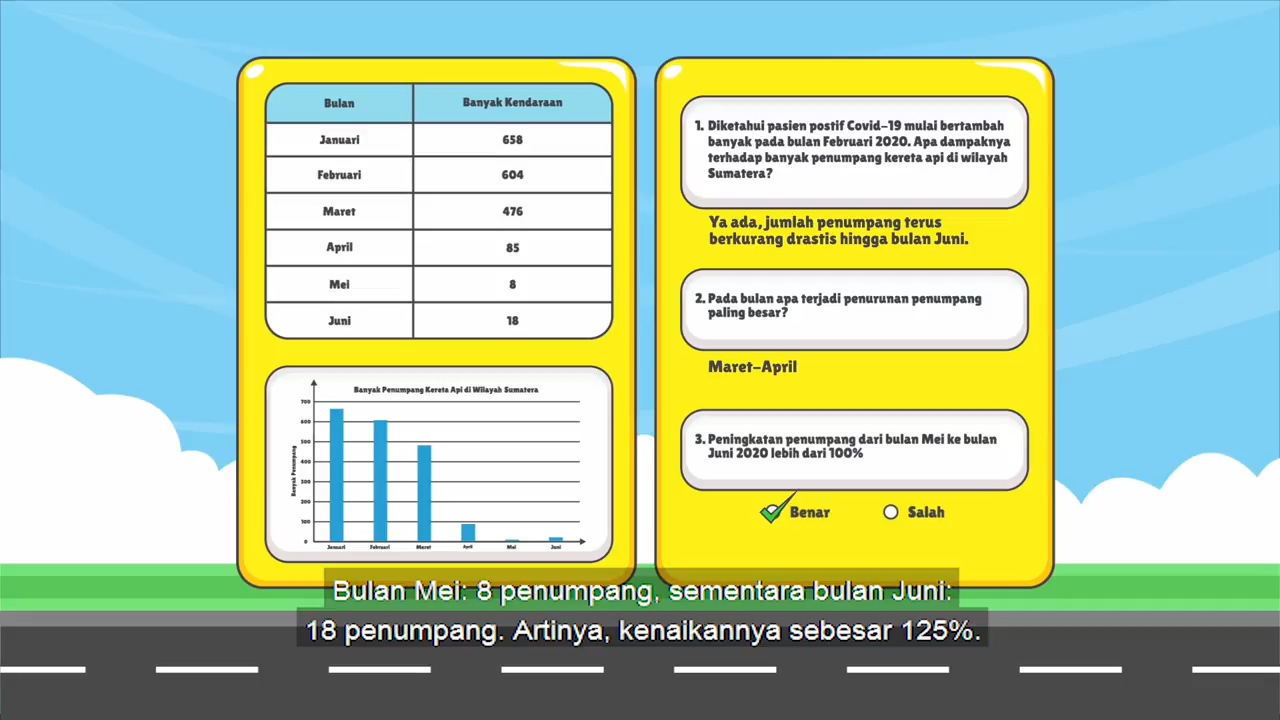 Bulan Banyak Kendaraan
Januari 658
Februari 604
Maret 476
April 85
Mei 8
Juni 18
Banyak Penumpang Kereta Api di Wilayah Sumatera
Banyak Penumpang
700
600
500
400
300
200
100
0
Januari Februari Maret April Mei Juni
1. Diketahui pasien postif Covid-19 mulai bertambah
banyak pada bulan Februari 2020. Apa dampaknya
terhadap banyak penumpang kereta api di wilayah
Sumatera?
Ya ada, jumlah penumpang terus
berkurang drastis hingga bulan Juni.
2. Pada bulan apa terjadi penurunan penumpang
paling besar?
Maret-April
3. Peningkatan penumpang dari bulan Mei ke bulan
Juni 2020 lebih dari 100%
Benar Salah
Bulan Mei: 8 penumpang, sementara bulan Juni:
18 penumpang. Artinya, kenaikannya sebesar 125%.